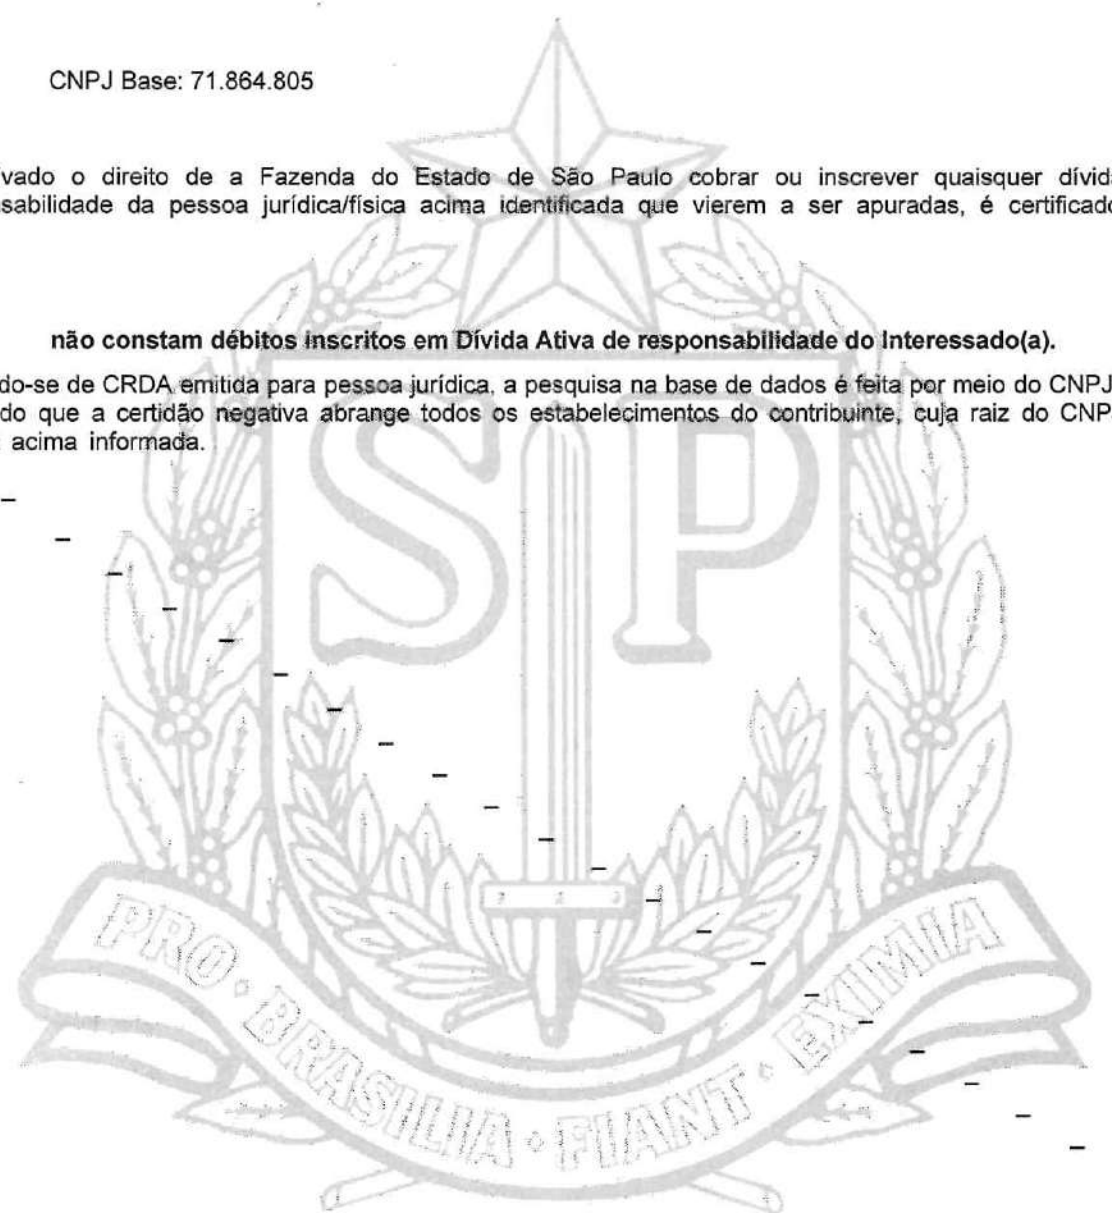 CNPJ Base: 71.864.805
vado o direito de a Fazenda do Estado de São Paulo cobrar ou inscrever quaisquer dívid
nsabilidade da pessoa jurídica/física acima identificada que vierem a ser apuradas, é certificado
não constam débitos inscritos em Dívida Ativa de responsabilidade do Interessado(a).
do-se de CRDA emitida para pessoa jurídica, a pesquisa na base de dados é feita por meio do CNPJ
do que a certidão negativa abrange todos os estabelecimentos do contribuinte, cuja raiz do CNP
acima informada.
SP
PRO • BRASILIA • FIANT • EXIMIA